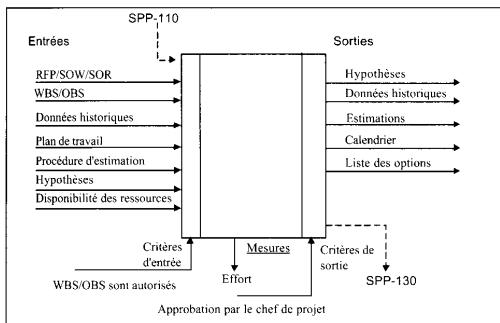 SPP-110
Entrées
Sorties
RFP/SOW/SOR
WBS/OBS
Données historiques
Plan de travail
Procédure d'estimation
Hypothèses
Disponibilité des ressources
Hypothèses
Données historiques
Estimations
Calendrier
Liste des options
Critères
d'entrée
Mesures
Critères de
sortie
WBS/OBS sont autorisés
Effort
SPP-130
Approbation par le chef de projet